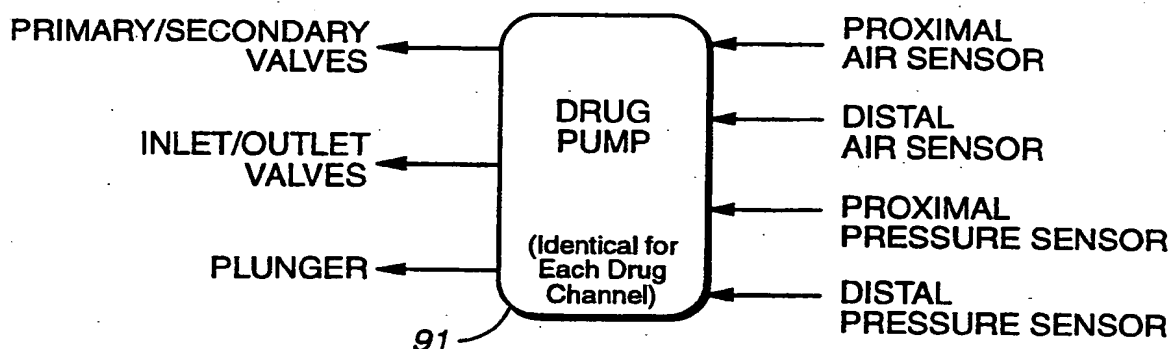 PRIMARY/SECONDARY
VALVES
INLET/OUTLET
VALVES
PLUNGER
DRUG
PUMP
(Identical for
Each Drug
Channel)
91
PROXIMAL
AIR SENSOR
DISTAL
AIR SENSOR
PROXIMAL
PRESSURE SENSOR
DISTAL
PRESSURE SENSOR